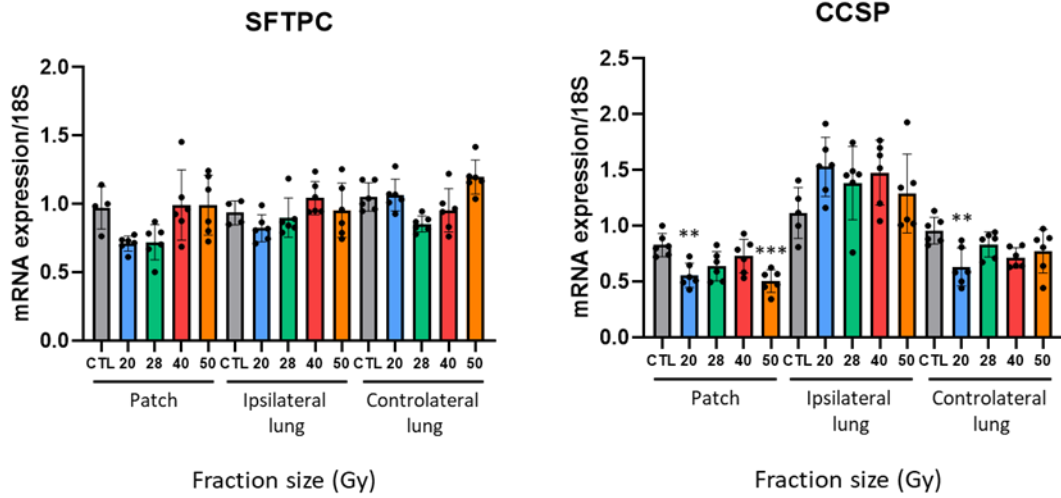 SFTPC
mRNA expression/18S
2.0
1.5
1.0
0.5
0.0
CTL 20 28 40 50 CTL 20 28 40 50 CTL 20 28 40 50
Patch
Ipsilateral
lung
Controlateral
lung
Fraction size (Gy)
CCSP
mRNA expression/18S
2.5
2.0
1.5
1.0
0.5
0.0
**
***
**
CTL 20 28 40 50 CTL 20 28 40 50 CTL 20 28 40 50
Patch
Ipsilateral
lung
Controlateral
lung
Fraction size (Gy)